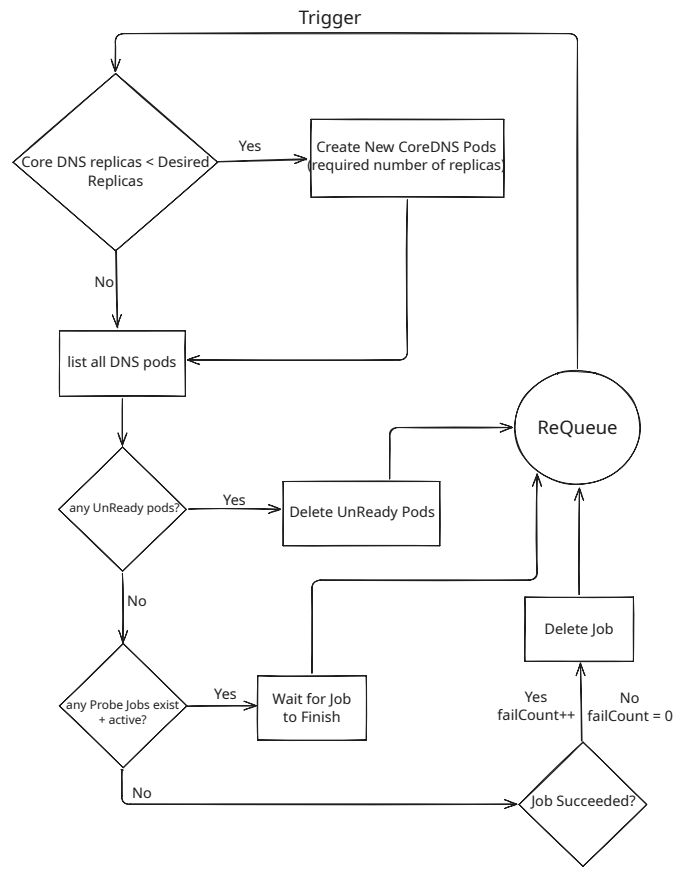 Trigger
Core DNS replicas < Desired
Replicas
Yes
Create New CoreDNS Pods
(required number of replicas)
No
list all DNS pods
ReQueue
any UnReady pods?
Yes
Delete UnReady Pods
No
any Probe Jobs exist
+ active?
Yes
Wait for Job
to Finish
Delete Job
Yes
failCount++
No
failCount = 0
No
Job Succeeded?